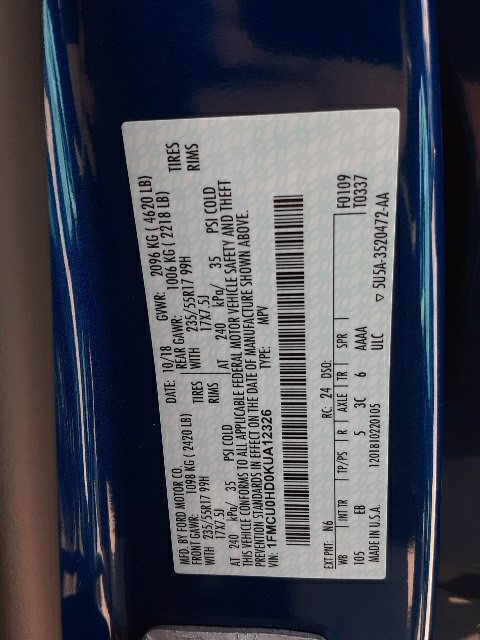 MFD. BY FORD MOTOR CO.
DATE: 10/18 GVWR: 2096 KG ( 4620 LB)
FRONT GAWR: 1098 KG ( 2420 LB) REAR GAWR: 1006 KG ( 2218 LB)
235/55R17 99H TIRES WITH 235/55R17 99H TIRES
17X7.5J RIMS 17X7.5J RIMS
AT 240 kPa/ 35 PSI COLD AT 240 kPa/ 35 PSI COLD
THIS VEHICLE CONFORMS TO ALL APPLICABLE FEDERAL MOTOR VEHICLE SAFETY AND THEFT
PREVENTION STANDARDS IN EFFECT ON THE DATE OF MANUFACTURE SHOWN ABOVE.
VIN: 1FMCU0HD0KUA12326 TYPE: MPV
EXT PNT: N6 RC: 24 DSO: F0109
T0337
WB INT TR TP/PS R AXLE TR SPR
105 EB 5 3C 6 AAAA
MADE IN U.S.A. 1201810220105 ULC 5U5A-3520472-AA